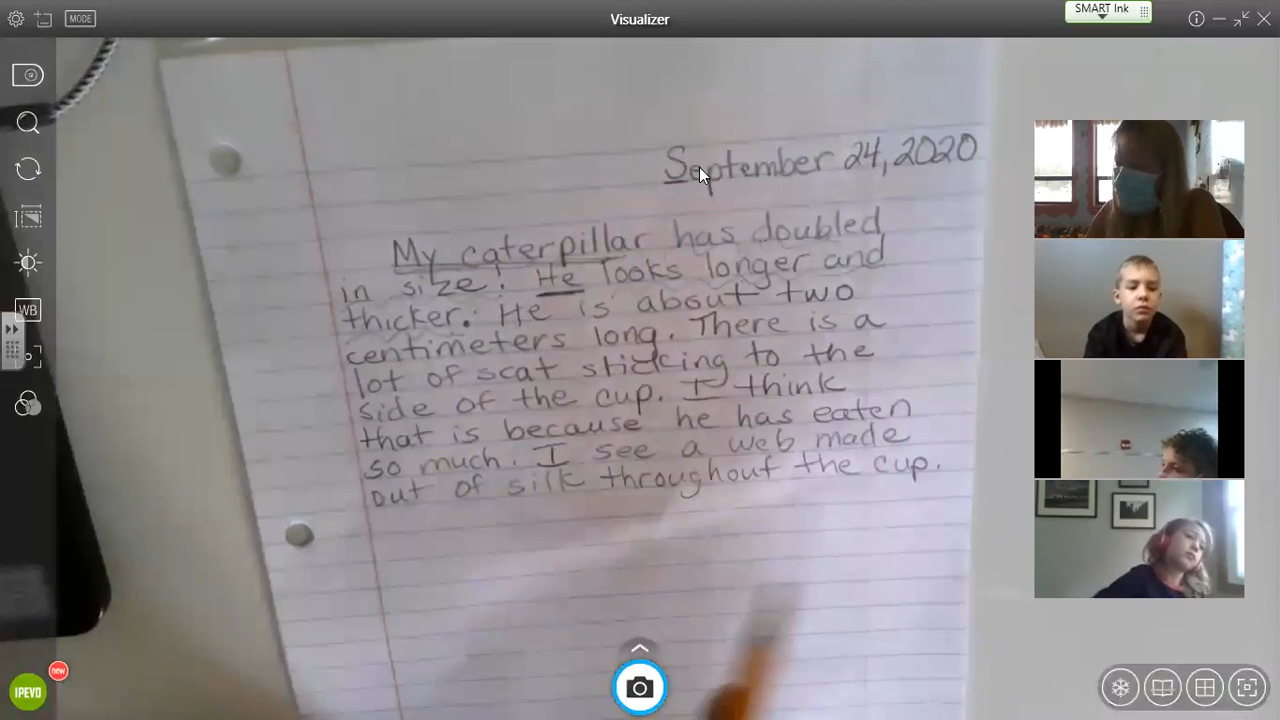 Visualizer
SMART Ink
MODE
September 24, 2020
My caterpillar has doubled
in size! He looks longer and
thicker. He is about two
centimeters long. There is a
lot of scat sticking to the
side of the cup. I think
that is because he has eaten
so much. I see a web made
out of silk throughout the cup.
WB
new
IPEVO